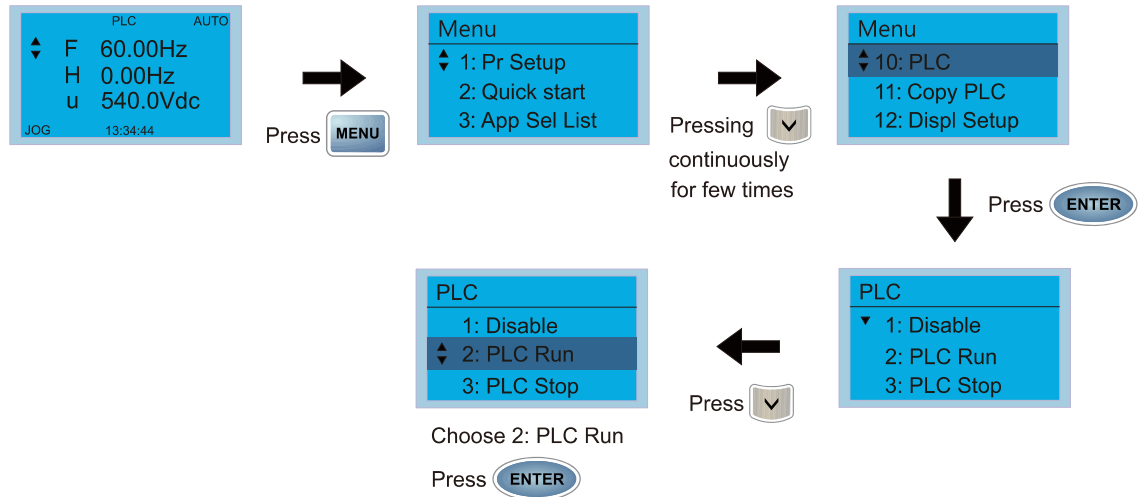 PLC AUTO
F 60.00Hz
H 0.00Hz
u 540.0Vdc
JOG 13:34:44
Press MENU
Menu
1: Pr Setup
2: Quick start
3: App Sel List
Pressing
continuously
for few times
Menu
10: PLC
11: Copy PLC
12: Displ Setup
Press ENTER
PLC
1: Disable
2: PLC Run
3: PLC Stop
Press
PLC
1: Disable
2: PLC Run
3: PLC Stop
Choose 2: PLC Run
Press ENTER